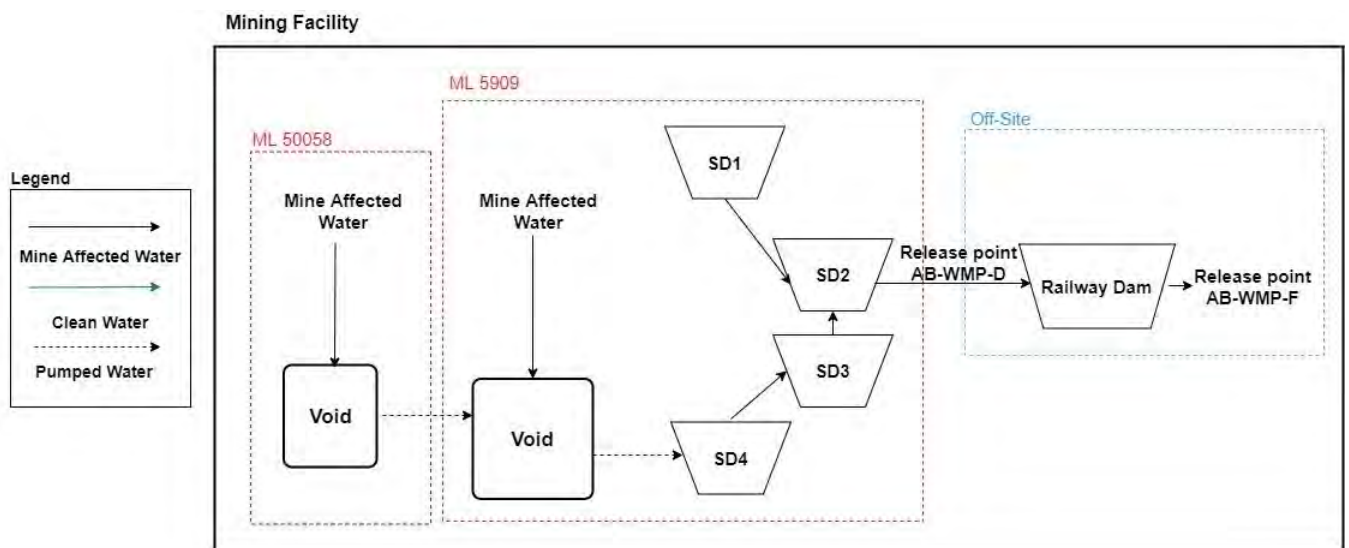 Mining Facility
ML 5909
ML 50058
Off-Site
Legend
Mine Affected Water
Clean Water
Pumped Water
Mine Affected
Water
Mine Affected
Water
SD1
SD2
SD3
SD4
Void
Void
Release point
AB-WMP-D
Railway Dam
Release point
AB-WMP-F